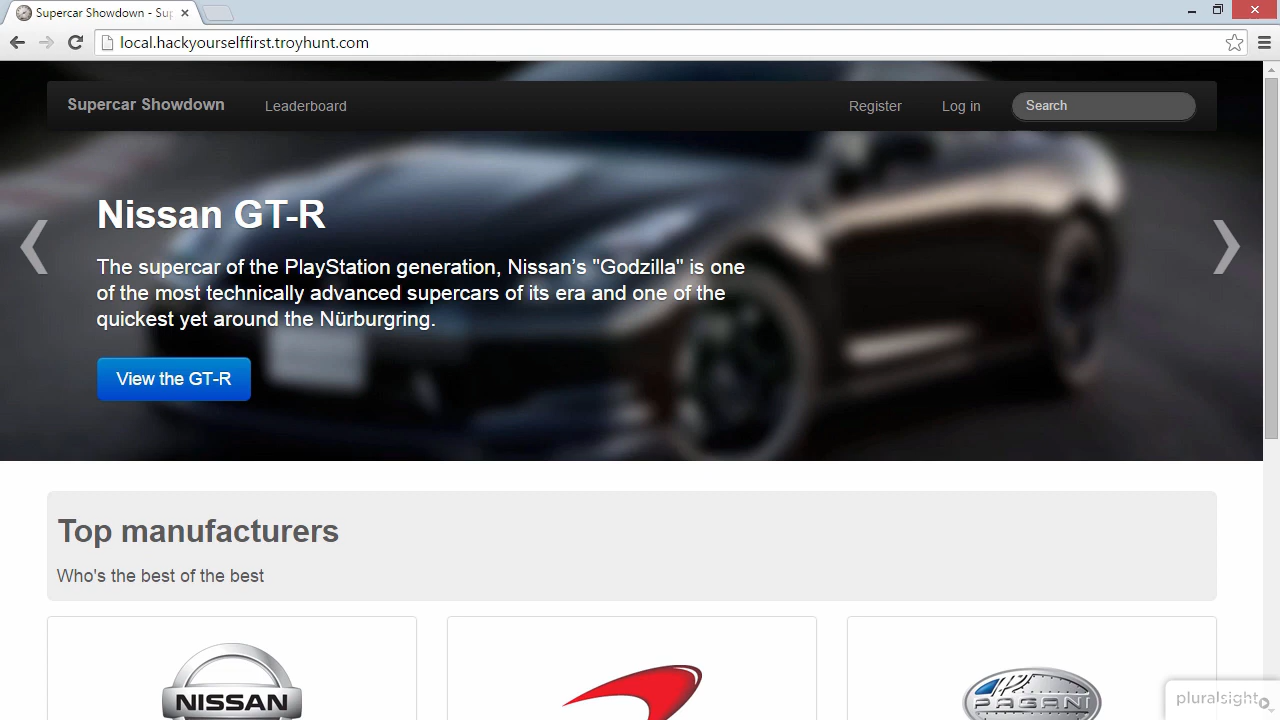 Supercar Showdown - Sup
local.hackyourselffirst.troyhunt.com
Supercar Showdown Leaderboard Register Log in Search
Nissan GT-R
The supercar of the PlayStation generation, Nissan's "Godzilla" is one
of the most technically advanced supercars of its era and one of the
quickest yet around the Nürburgring.
View the GT-R
Top manufacturers
Who's the best of the best
NISSAN
PAGANI
pluralsight